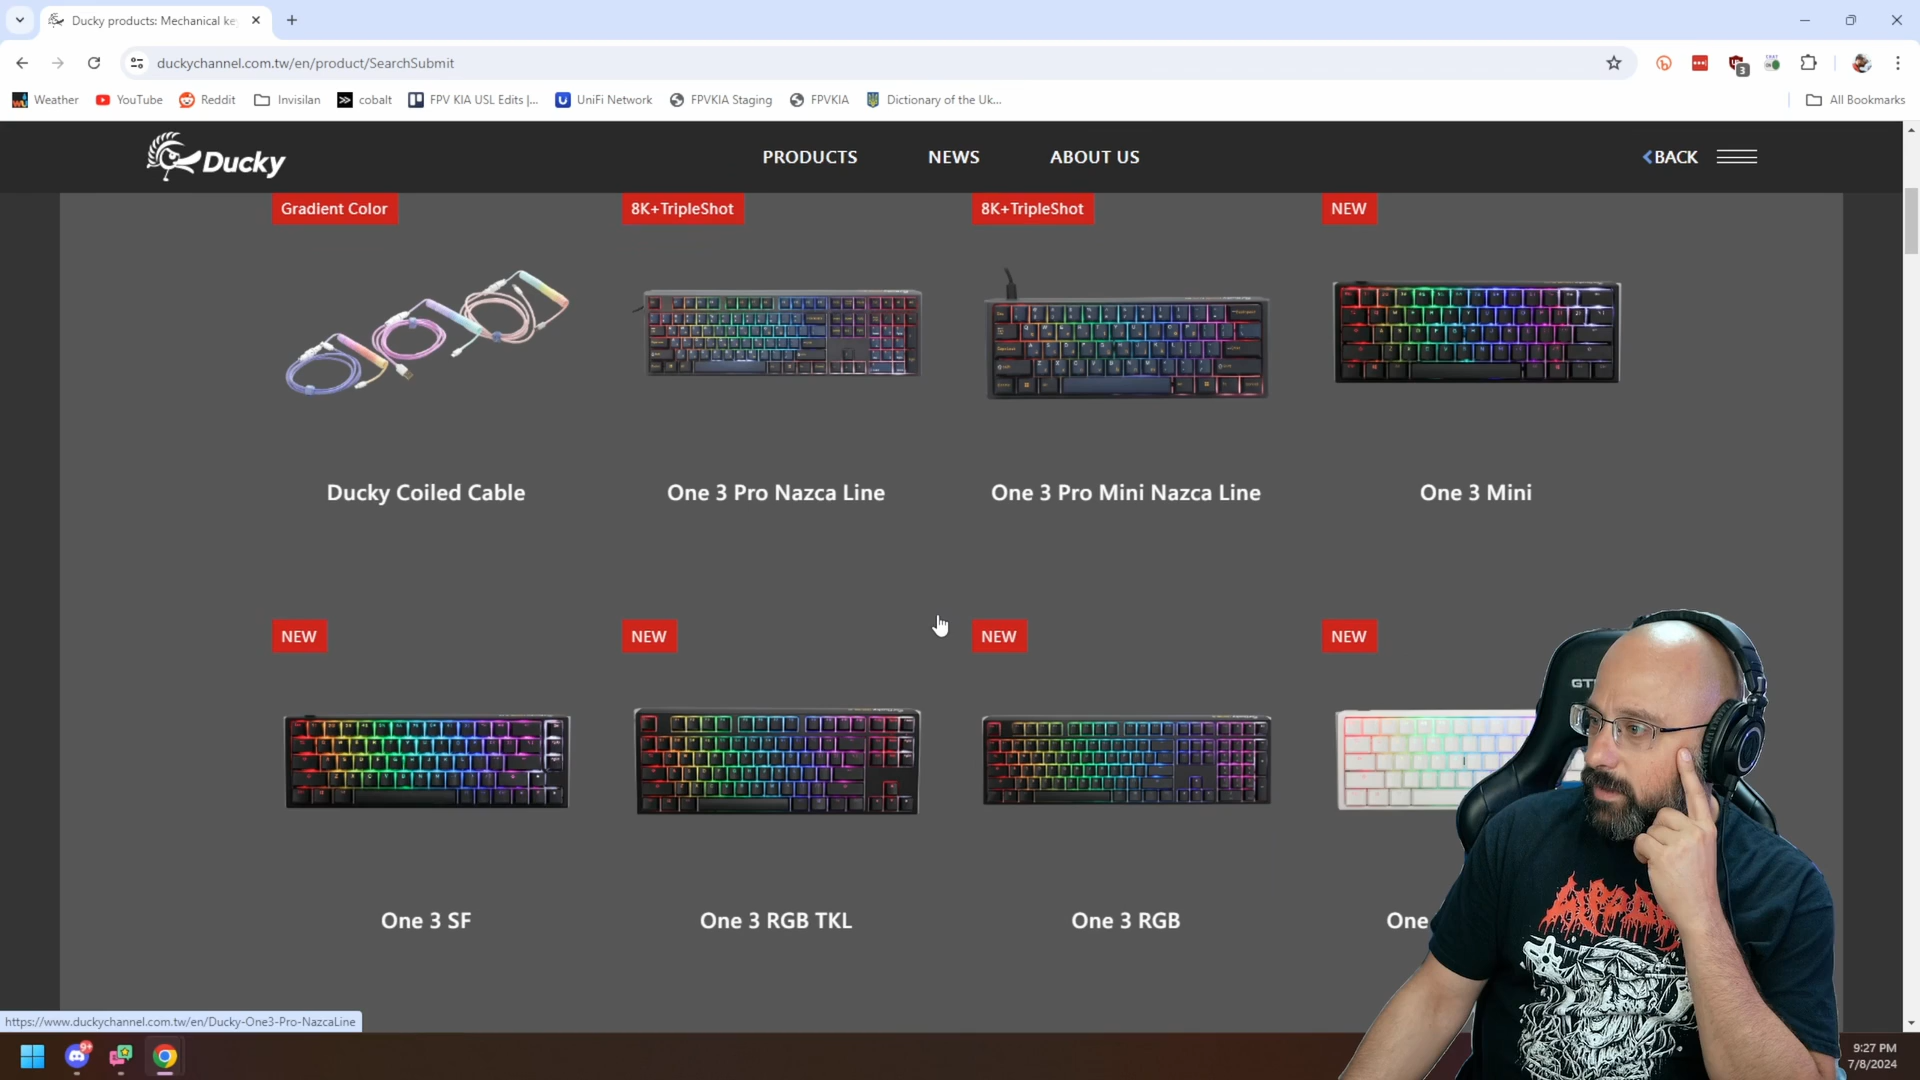 Ducky products: Mechanical ke
duckychannel.com.tw/en/product/SearchSubmit
3
Weather
YouTube
Reddit
Invisilan
cobalt
FPV KIA USL Edits |...
UniFi Network
FPVKIA Staging
FPVKIA
Dictionary of the Uk...
All Bookmarks
Ducky
PRODUCTS
NEWS
ABOUT US
BACK
Gradient Color
8K+TripleShot
8K+TripleShot
NEW
Ducky Coiled Cable
One 3 Pro Nazca Line
One 3 Pro Mini Nazca Line
One 3 Mini
NEW
NEW
NEW
NEW
One 3 SF
One 3 RGB TKL
One 3 RGB
One
https://www.duckychannel.com.tw/en/Ducky-One3-Pro-NazcaLine
9+
9:27 PM
7/8/2024